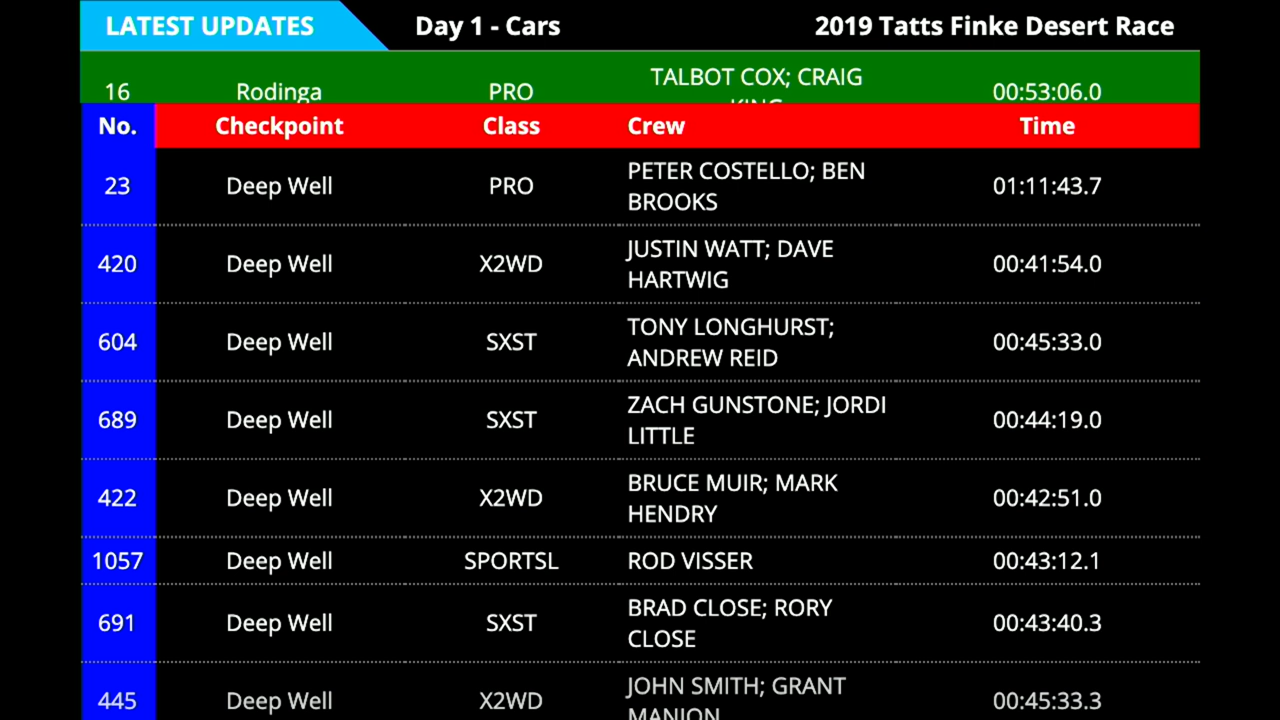 LATEST UPDATES Day 1 - Cars 2019 Tatts Finke Desert Race
16 Rodinga PRO TALBOT COX; CRAIG KING 00:53:06.0
No. Checkpoint Class Crew Time
23 Deep Well PRO PETER COSTELLO; BEN BROOKS 01:11:43.7
420 Deep Well X2WD JUSTIN WATT; DAVE HARTWIG 00:41:54.0
604 Deep Well SXST TONY LONGHURST; ANDREW REID 00:45:33.0
689 Deep Well SXST ZACH GUNSTONE; JORDI LITTLE 00:44:19.0
422 Deep Well X2WD BRUCE MUIR; MARK HENDRY 00:42:51.0
1057 Deep Well SPORTSL ROD VISSER 00:43:12.1
691 Deep Well SXST BRAD CLOSE; RORY CLOSE 00:43:40.3
445 Deep Well X2WD JOHN SMITH; GRANT MANION 00:45:33.3